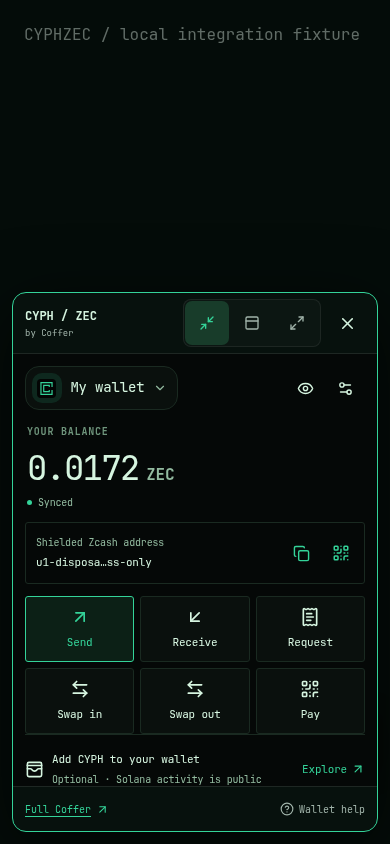 CYPHZEC / local integration fixture
CYPH / ZEC
by Coffer
My wallet
YOUR BALANCE
0.0172 ZEC
Synced
Shielded Zcash address
u1-disposa…ss-only
Send
Receive
Request
Swap in
Swap out
Pay
Add CYPH to your wallet
Optional · Solana activity is public
Explore
Full Coffer
Wallet help